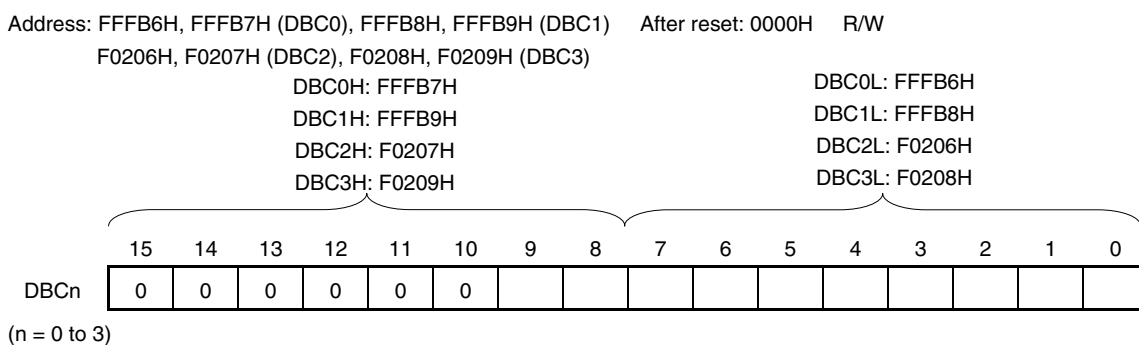 Address: FFFB6H, FFFB7H (DBC0), FFFB8H, FFFB9H (DBC1) After reset: 0000H R/W
F0206H, F0207H (DBC2), F0208H, F0209H (DBC3)
DBC0H: FFFB7H DBC0L: FFFB6H
DBC1H: FFFB9H DBC1L: FFFB8H
DBC2H: F0207H DBC2L: F0206H
DBC3H: F0209H DBC3L: F0208H
15 14 13 12 11 10 9 8 7 6 5 4 3 2 1 0
DBCn 0 0 0 0 0 0
(n = 0 to 3)